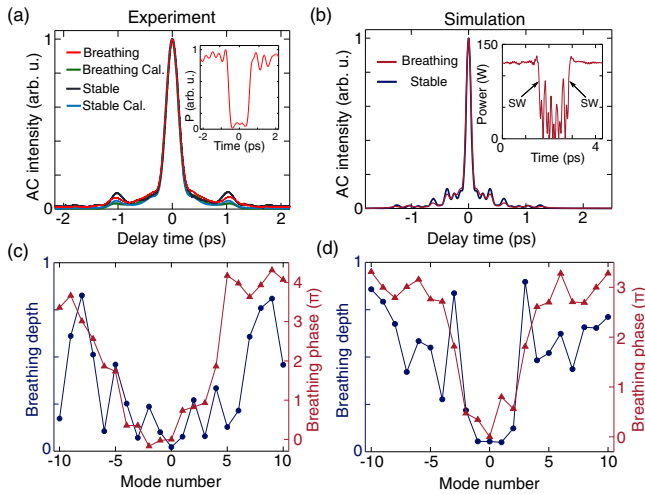 (a)
Experiment
AC intensity (arb. u.)
1
0
Breathing
Breathing Cal.
Stable
Stable Cal.
P (arb. u.)
1
0
-2
0
2
Time (ps)
-2
-1
0
1
2
Delay time (ps)
(b)
Simulation
AC intensity (arb. u.)
1
0
Breathing
Stable
Power (W)
150
0
SW
SW
0
2
4
Time (ps)
-1
0
1
Delay time (ps)
(c)
Breathing depth
1
0
Breathing phase (π)
4
3
2
1
0
-10
-5
0
5
10
Mode number
(d)
Breathing depth
1
0
Breathing phase (π)
3
2
1
0
-10
-5
0
5
10
Mode number